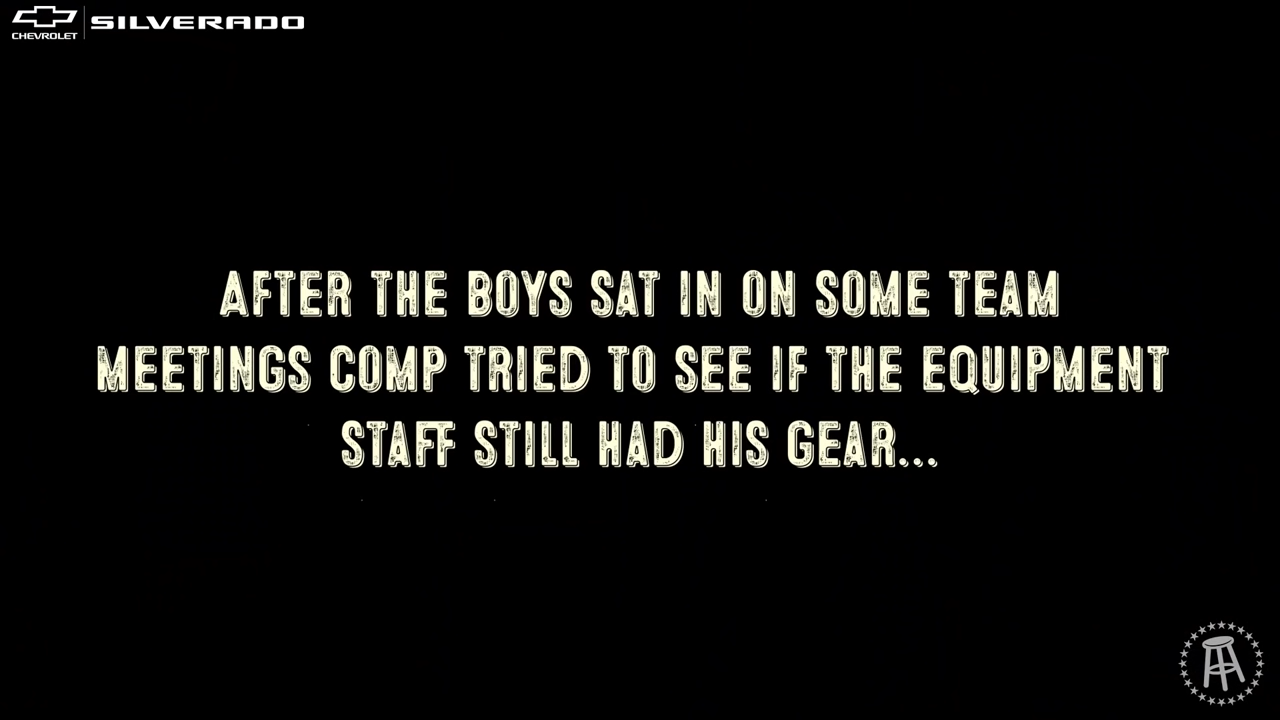 CHEVROLET
SILVERADO
AFTER THE BOYS SAT IN ON SOME TEAM
MEETINGS COMP TRIED TO SEE IF THE EQUIPMENT
STAFF STILL HAD HIS GEAR...